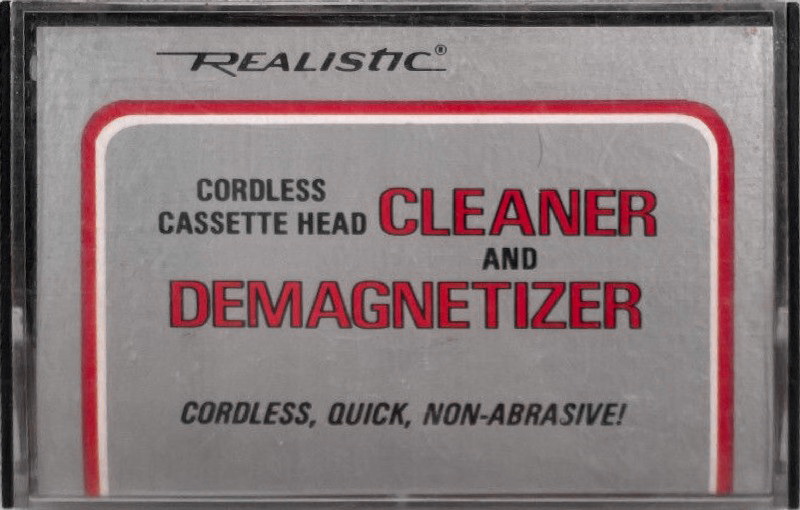 REALISTIC®
CORDLESS
CASSETTE HEAD CLEANER
AND
DEMAGNETIZER
CORDLESS, QUICK, NON-ABRASIVE!